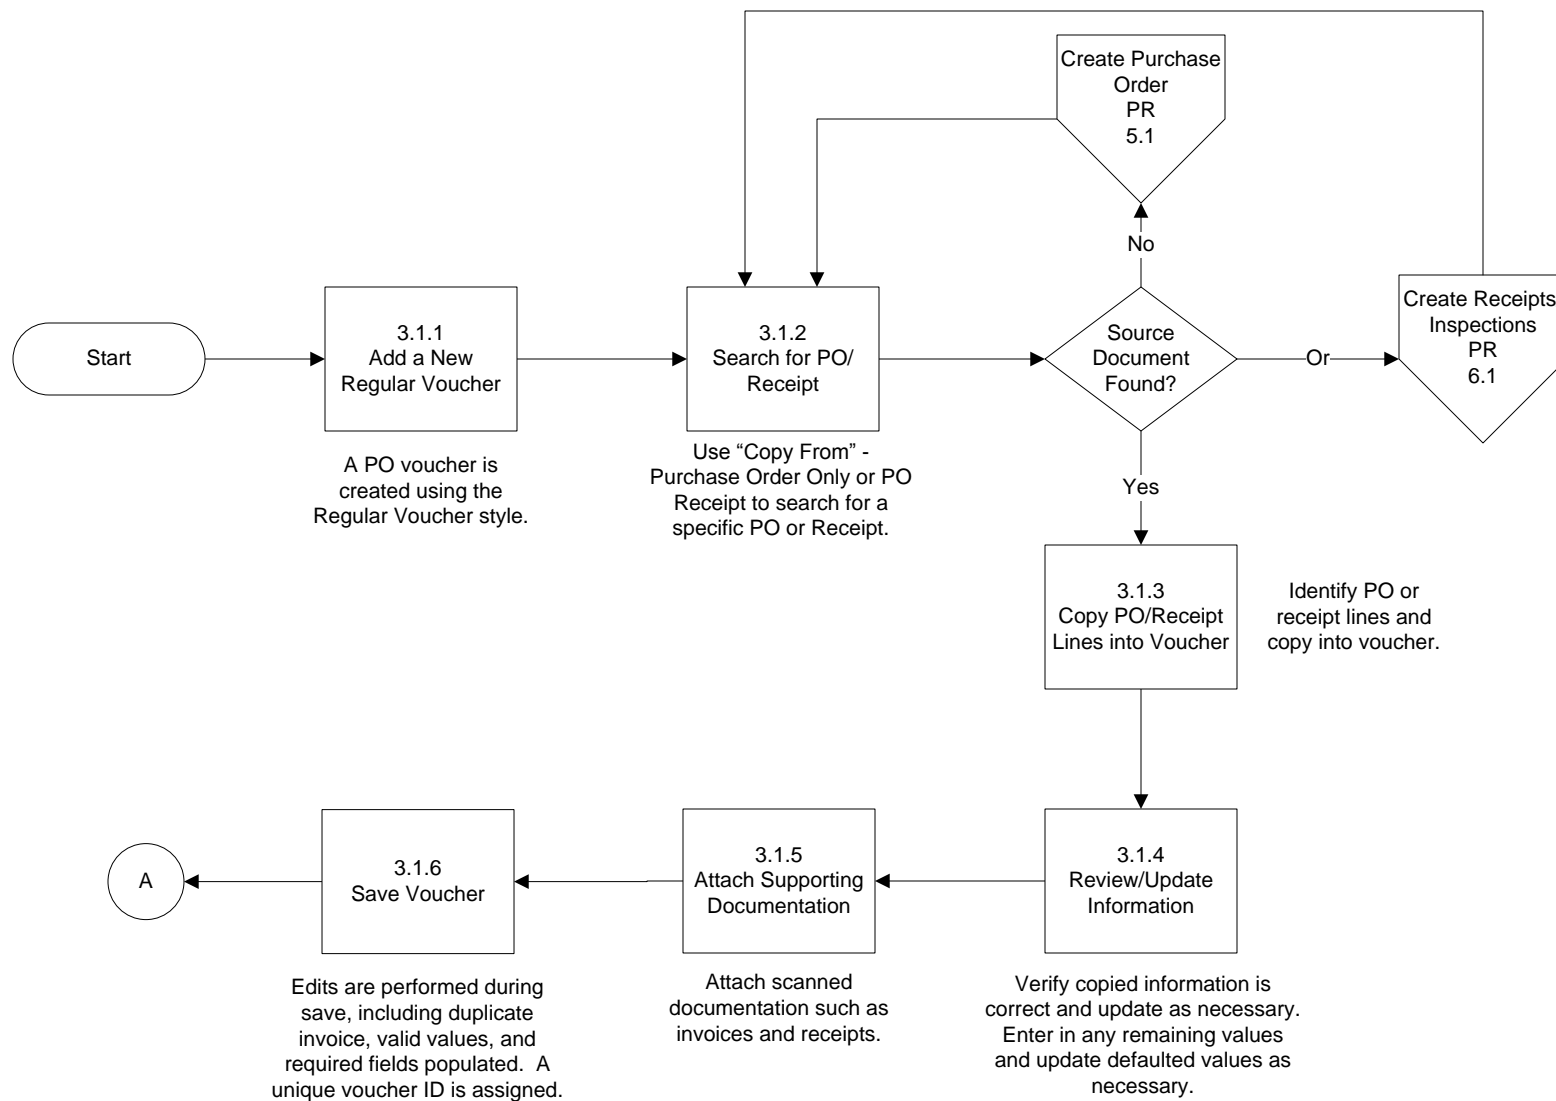 Create Purchase
Order
PR
5.1
No
Start
3.1.1
Add a New
Regular Voucher
3.1.2
Search for PO/
Receipt
Source
Document
Found?
Or
Create Receipts
Inspections
PR
6.1
A PO voucher is
created using the
Regular Voucher style.
Use “Copy From” -
Purchase Order Only or PO
Receipt to search for a
specific PO or Receipt.
Yes
3.1.3
Copy PO/Receipt
Lines into Voucher
Identify PO or
receipt lines and
copy into voucher.
A
3.1.6
Save Voucher
3.1.5
Attach Supporting
Documentation
3.1.4
Review/Update
Information
Edits are performed during
save, including duplicate
invoice, valid values, and
required fields populated.  A
unique voucher ID is assigned.
Attach scanned
documentation such as
invoices and receipts.
Verify copied information is
correct and update as necessary.
Enter in any remaining values
and update defaulted values as
necessary.